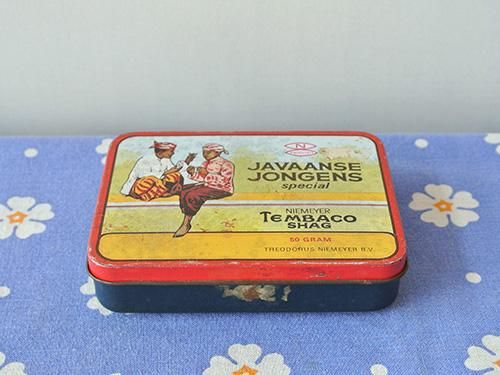 N
JAVAANSE
JONGENS
special
NIEMEYER
TEMBACO
SHAG
50 GRAM
THEODORUS NIEMEYER B.V.